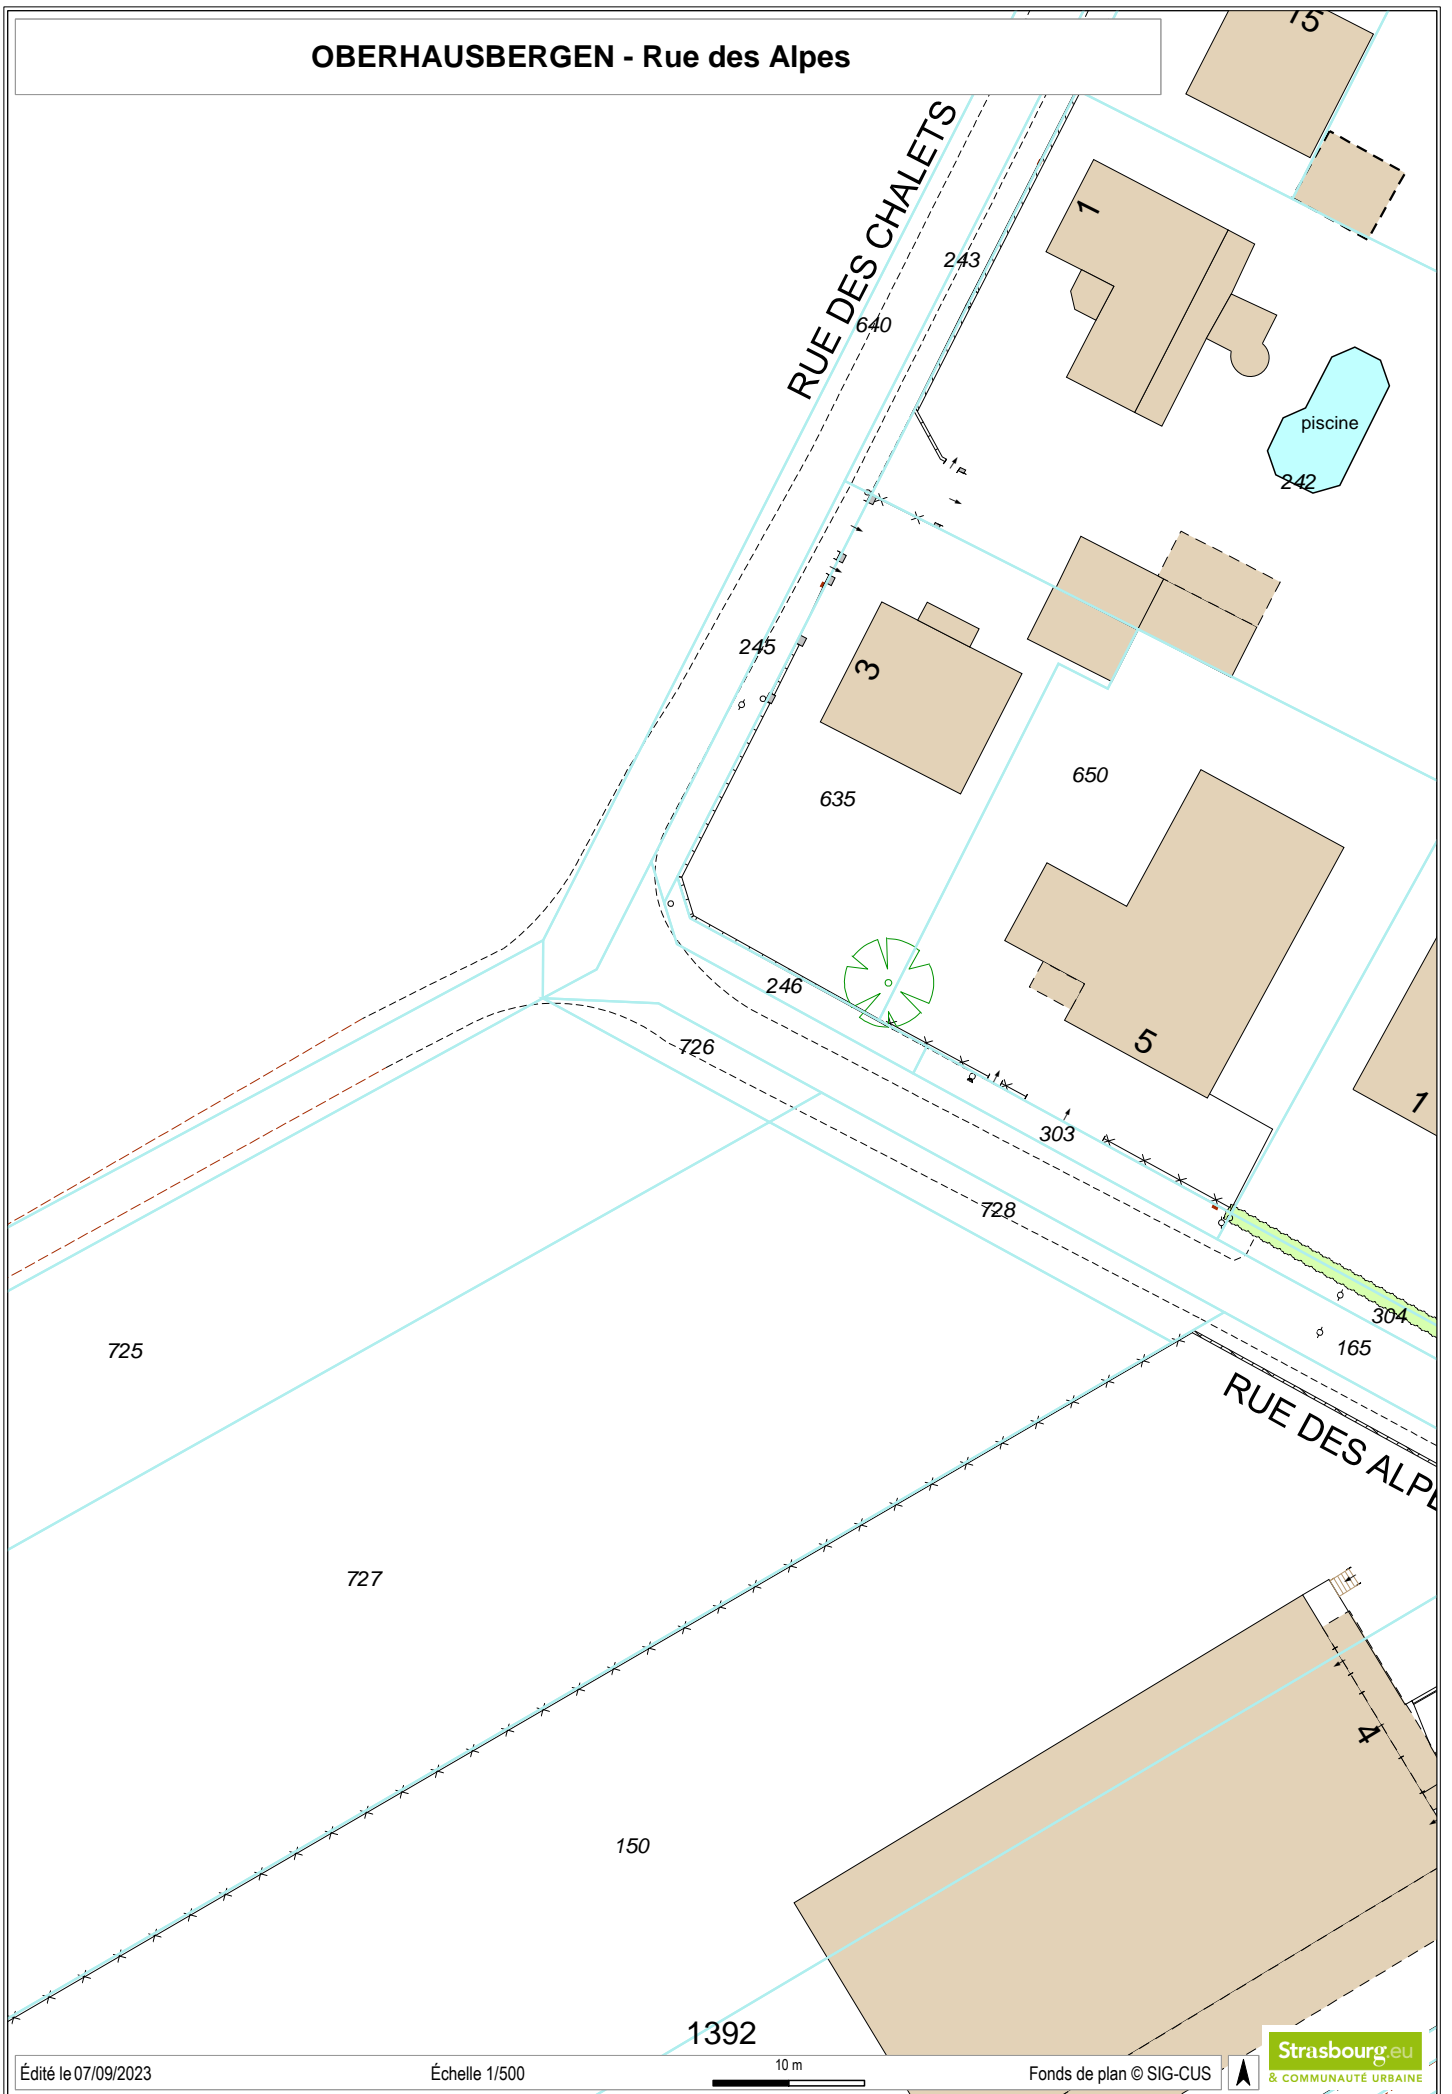 OBERHAUSBERGEN - Rue des Alpes
15
RUE DES CHALETS
1
243
640
piscine
242
245
3
635
650
246
5
726
1
303
728
304
165
725
RUE DES ALPE
727
4
150
1392
Édité le 07/09/2023
Échelle 1/500
10 m
Fonds de plan © SIG-CUS
Strasbourg.eu
& COMMUNAUTÉ URBAINE